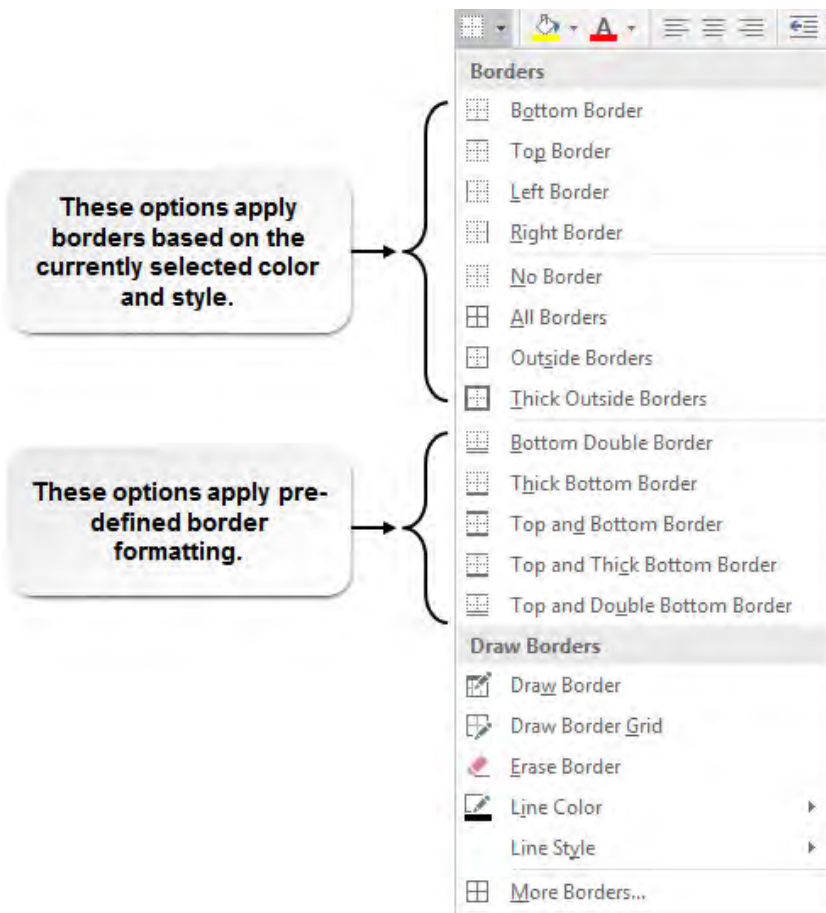 A
Borders
Bottom Border
Top Border
Left Border
These options apply
borders based on the
currently selected color
and style.
Right Border
No Border
All Borders
Outside Borders
Thick Outside Borders
Bottom Double Border
These options apply pre-
defined border
formatting.
Thick Bottom Border
Top and Bottom Border
Top and Thick Bottom Border
Top and Double Bottom Border
Draw Borders
Draw Border
Draw Border Grid
Erase Border
Line Color
Line Style
More Borders...